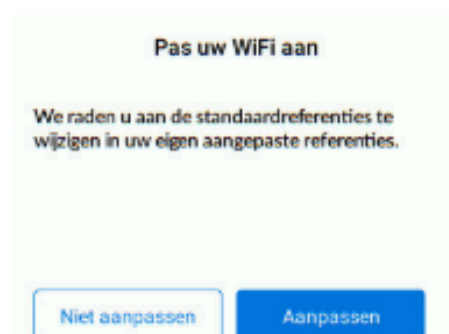 Pas uw WiFi aan
We raden u aan de standaardreferenties te
wijzigen in uw eigen aangepaste referenties.
Niet aanpassen
Aanpassen